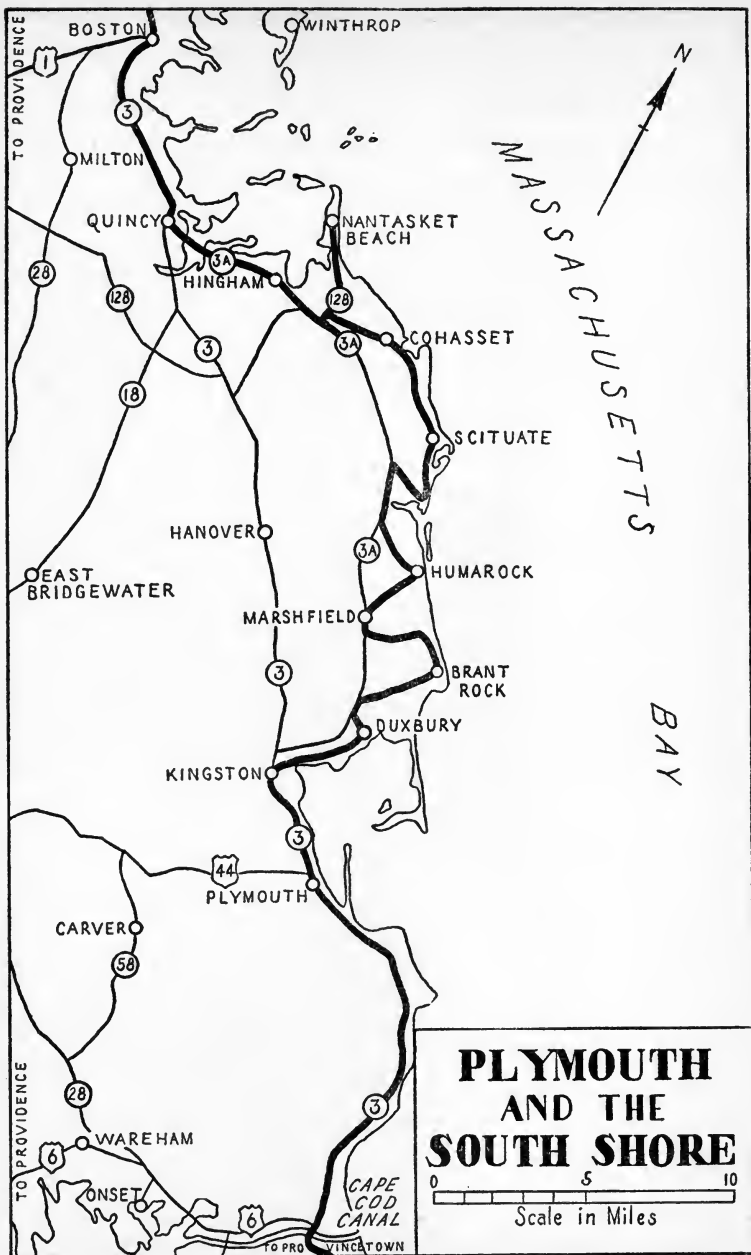 BOSTON
WINTHROP
TO PROVIDENCE
1
N
3
MILTON
MASSACHUSETTS
QUINCY
NANTASKET
BEACH
3A
HINGHAM
28
128
128
3
3A
COHASSET
18
SCITUATE
HANOVER
3A
EAST
BRIDGEWATER
HUMAROCK
MARSHFIELD
3
BRANT
ROCK
BAY
DUXBURY
KINGSTON
3
44
PLYMOUTH
CARVER
58
PLYMOUTH
AND THE
SOUTH SHORE
0 5 10
Scale in Miles
TO PROVIDENCE
28
3
WAREHAM
6
ONSET
CAPE
COD
CANAL
6
TO PROVINCETOWN